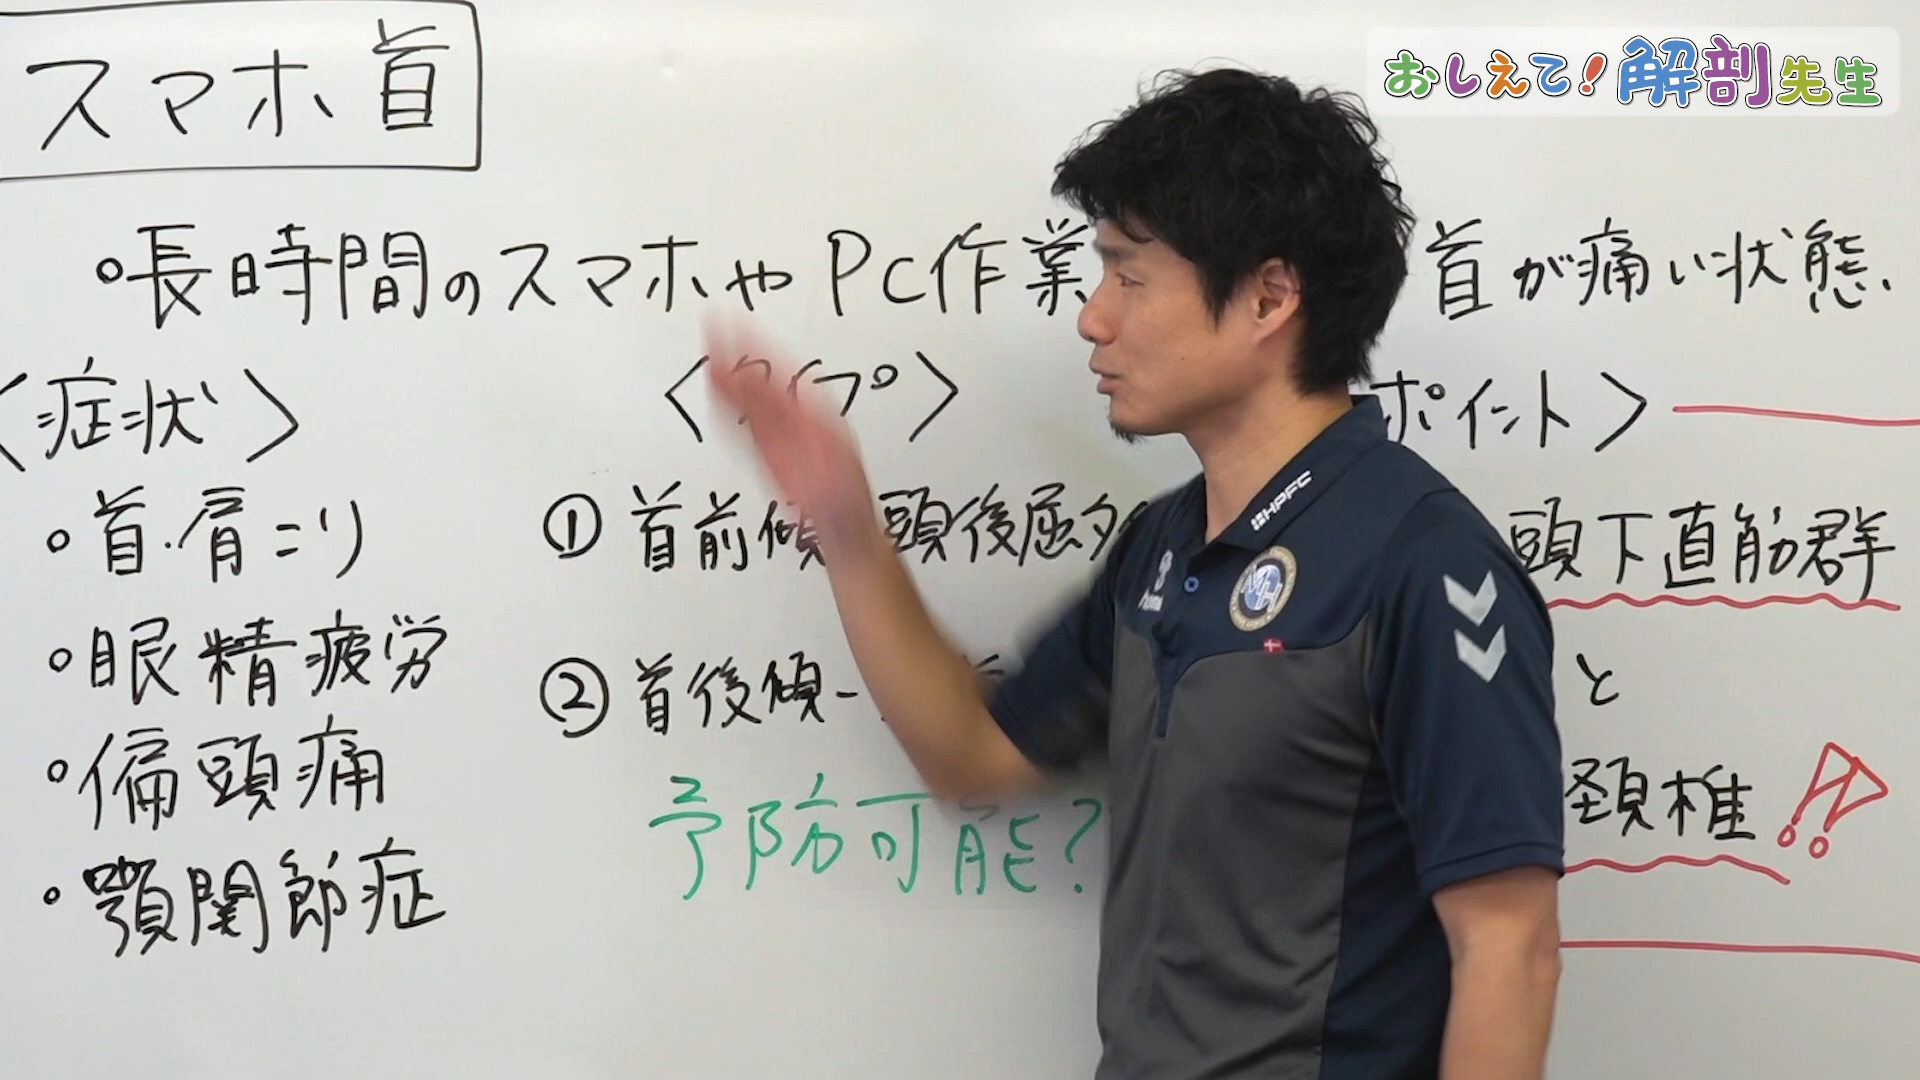 おしえて！解剖先生
スマホ首
長時間のスマホやPC作業 首が痛い状態
〈症状〉
・首・肩こり
・眼精疲労
・偏頭痛
・顎関節症
〈タイプ〉
① 首前傾 頭後屈タ
② 首後傾-
予防可能?
ポイント〉
頭下直筋群
と
頚椎!!
HPFC
MH